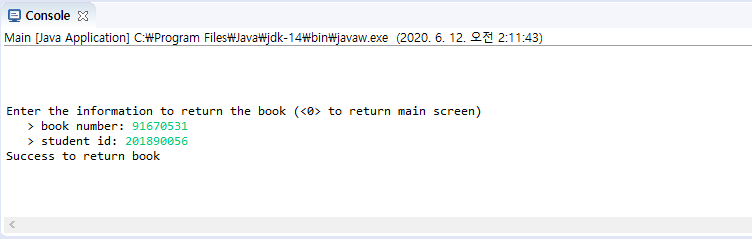 Console
Main [Java Application] C:₩Program Files₩Java₩jdk-14₩bin₩javaw.exe (2020. 6. 12. 오전 2:11:43)
Enter the information to return the book (<0> to return main screen)
> book number: 91670531
> student id: 201890056
Success to return book